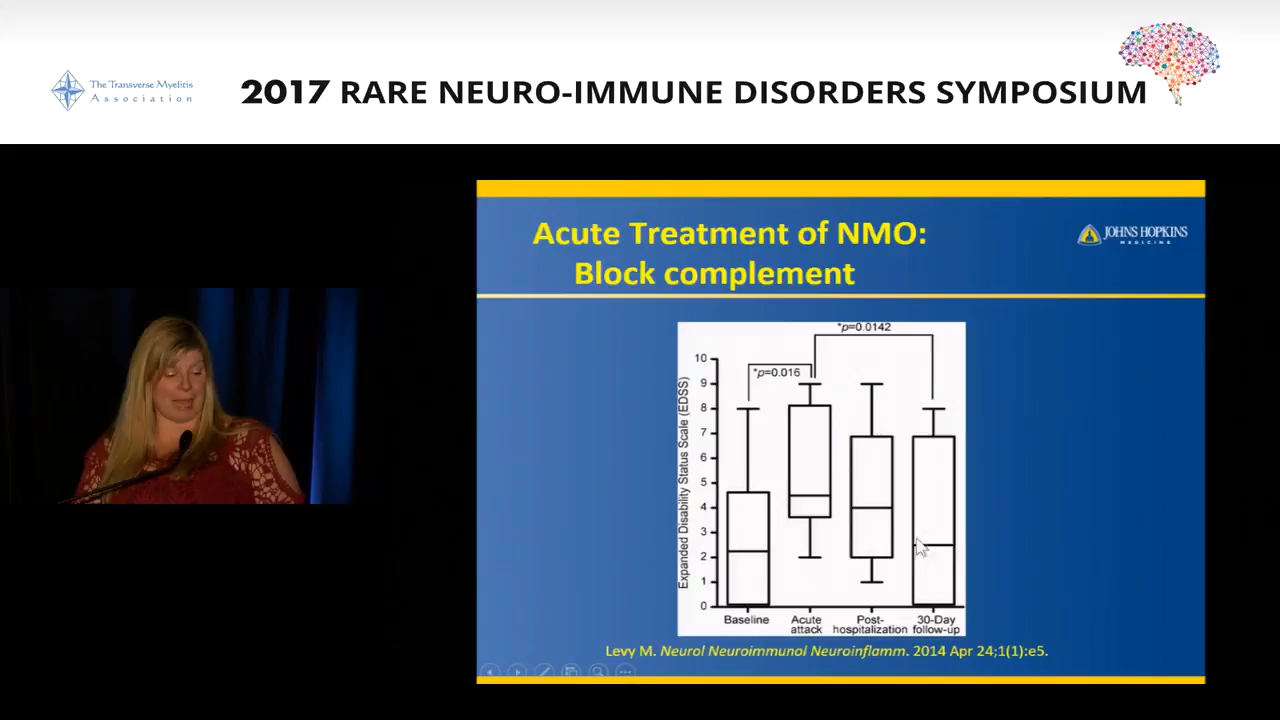 The Transverse Myelitis
Association
2017 RARE NEURO-IMMUNE DISORDERS SYMPOSIUM
Acute Treatment of NMO:
Block complement
JOHNS HOPKINS
MEDICINE
*p=0.0142
*p=0.016
Expanded Disability Status Scale (EDSS)
10
9
8
7
6
5
4
3
2
1
0
Baseline
Acute
attack
Post-
hospitalization
30-Day
follow-up
Levy M. Neurol Neuroimmunol Neuroinflamm. 2014 Apr 24;1(1):e5.